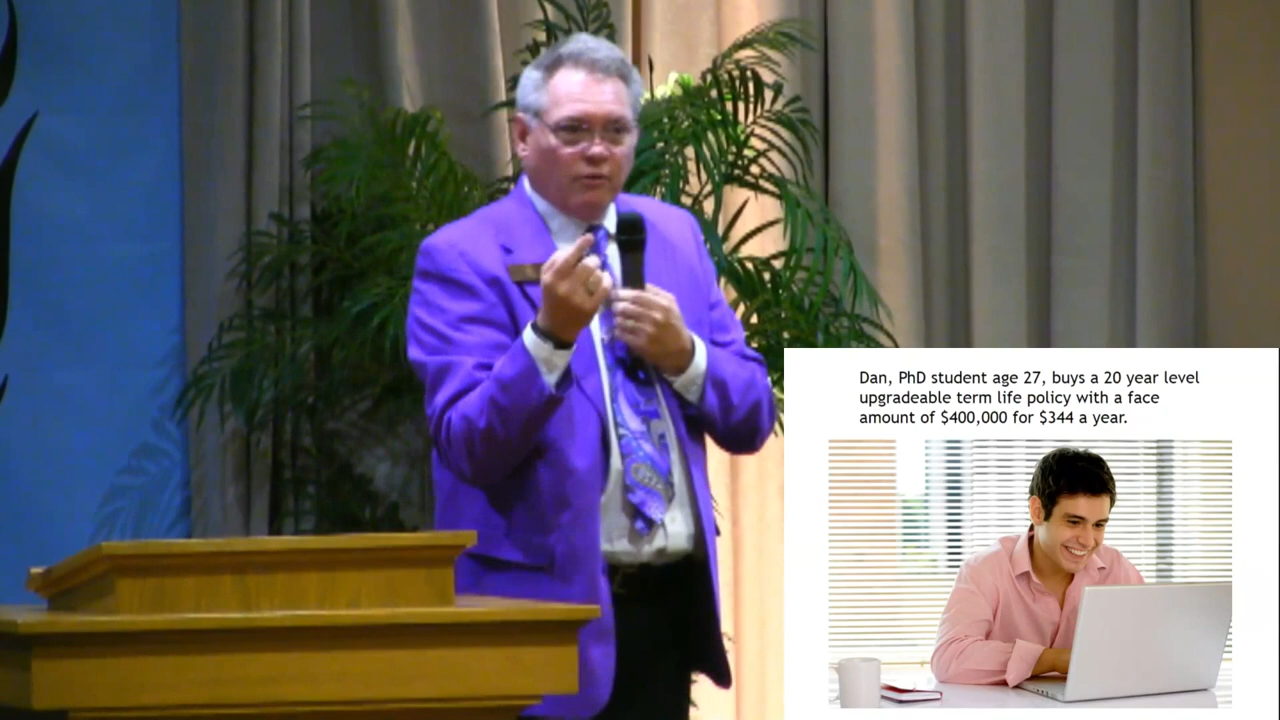 Dan, PhD student age 27, buys a 20 year level
upgradeable term life policy with a face
amount of $400,000 for $344 a year.